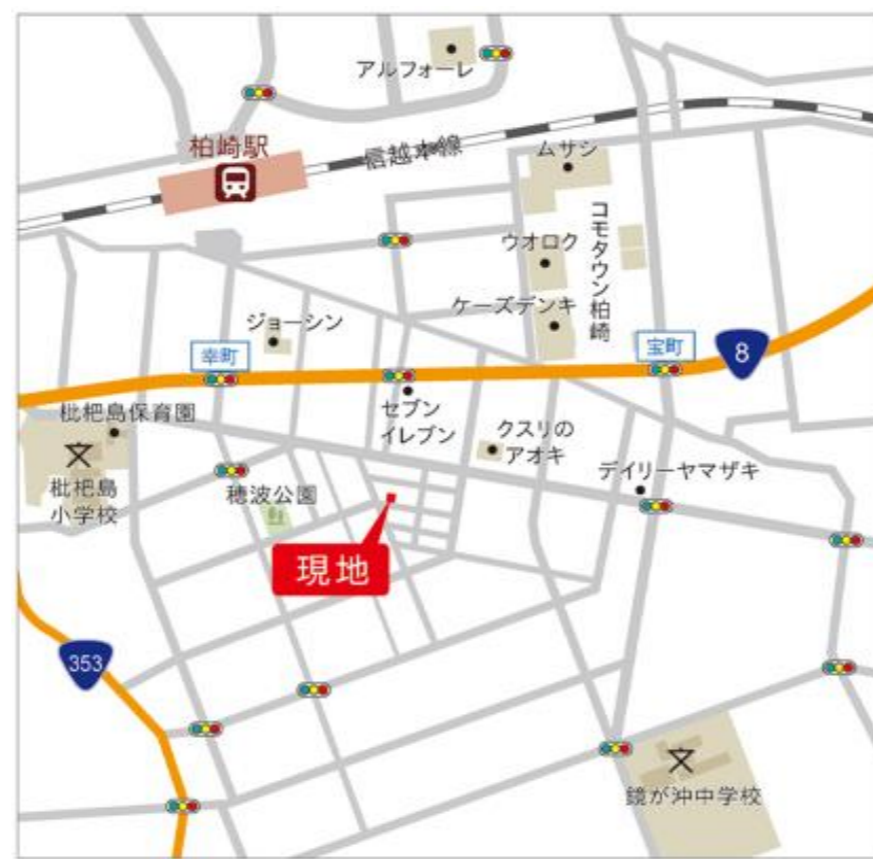 アルフォーレ
柏崎駅
信越本線
ムサシ
コモタウン柏崎
ウオロク
ケーズデンキ
ジョーシン
幸町
宝町
8
枇杷島保育園
セブン
イレブン
クスリの
アオキ
デイリーヤマザキ
枇杷島
小学校
穂波公園
現地
353
鏡が沖中学校